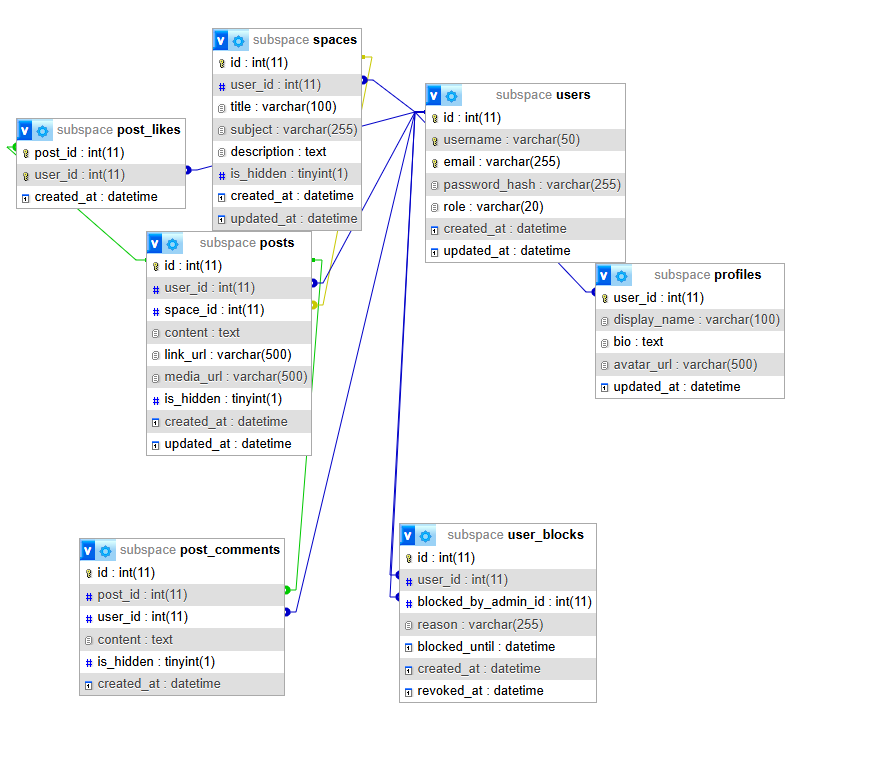 V subspace spaces
id : int(11)
user_id : int(11)
title : varchar(100)
subject : varchar(255)
description : text
is_hidden : tinyint(1)
created_at : datetime
updated_at : datetime
V subspace users
id : int(11)
username : varchar(50)
email : varchar(255)
password_hash : varchar(255)
role : varchar(20)
created_at : datetime
updated_at : datetime
V subspace post_likes
post_id : int(11)
user_id : int(11)
created_at : datetime
V subspace posts
id : int(11)
user_id : int(11)
space_id : int(11)
content : text
link_url : varchar(500)
media_url : varchar(500)
is_hidden : tinyint(1)
created_at : datetime
updated_at : datetime
V subspace profiles
user_id : int(11)
display_name : varchar(100)
bio : text
avatar_url : varchar(500)
updated_at : datetime
V subspace post_comments
id : int(11)
post_id : int(11)
user_id : int(11)
content : text
is_hidden : tinyint(1)
created_at : datetime
V subspace user_blocks
id : int(11)
user_id : int(11)
blocked_by_admin_id : int(11)
reason : varchar(255)
blocked_until : datetime
created_at : datetime
revoked_at : datetime